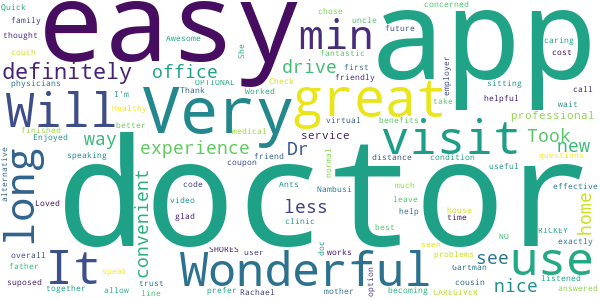 Quick
family
thought
couch
easy
Awesome
uncle
chose
future
app
concerned
caring
cost
min
fantastic
She
definitely
office
drive
first
friendly
employer
sitting
call
physicians
I'm
OPTIONAL
Thank
Worked
Check
take
helpful
wait
Will
Very
great
virtual
benefits
professional
healthy
better
finished
medical
visit
Took
new
Enjoyed
way
coupon
service
experience
friend
Dr
distance
condition
useful
questions
speaking
alternative
long
doctor
normal
home
convenient
code
Ants
Nambusi
much
effective
Loved
video
less
leave
house
glad
clinic
help
time
RICKEY
best
NO
exactly
overall
It
SHORES
doc
works
seen
use
father
trust
user
option
problems
see
listened
suposed
speak
Wonderful
prefer
becoming
Gartman
nice
answered
together
allow
line
Rachael
mother
cousin
CAREGIVER